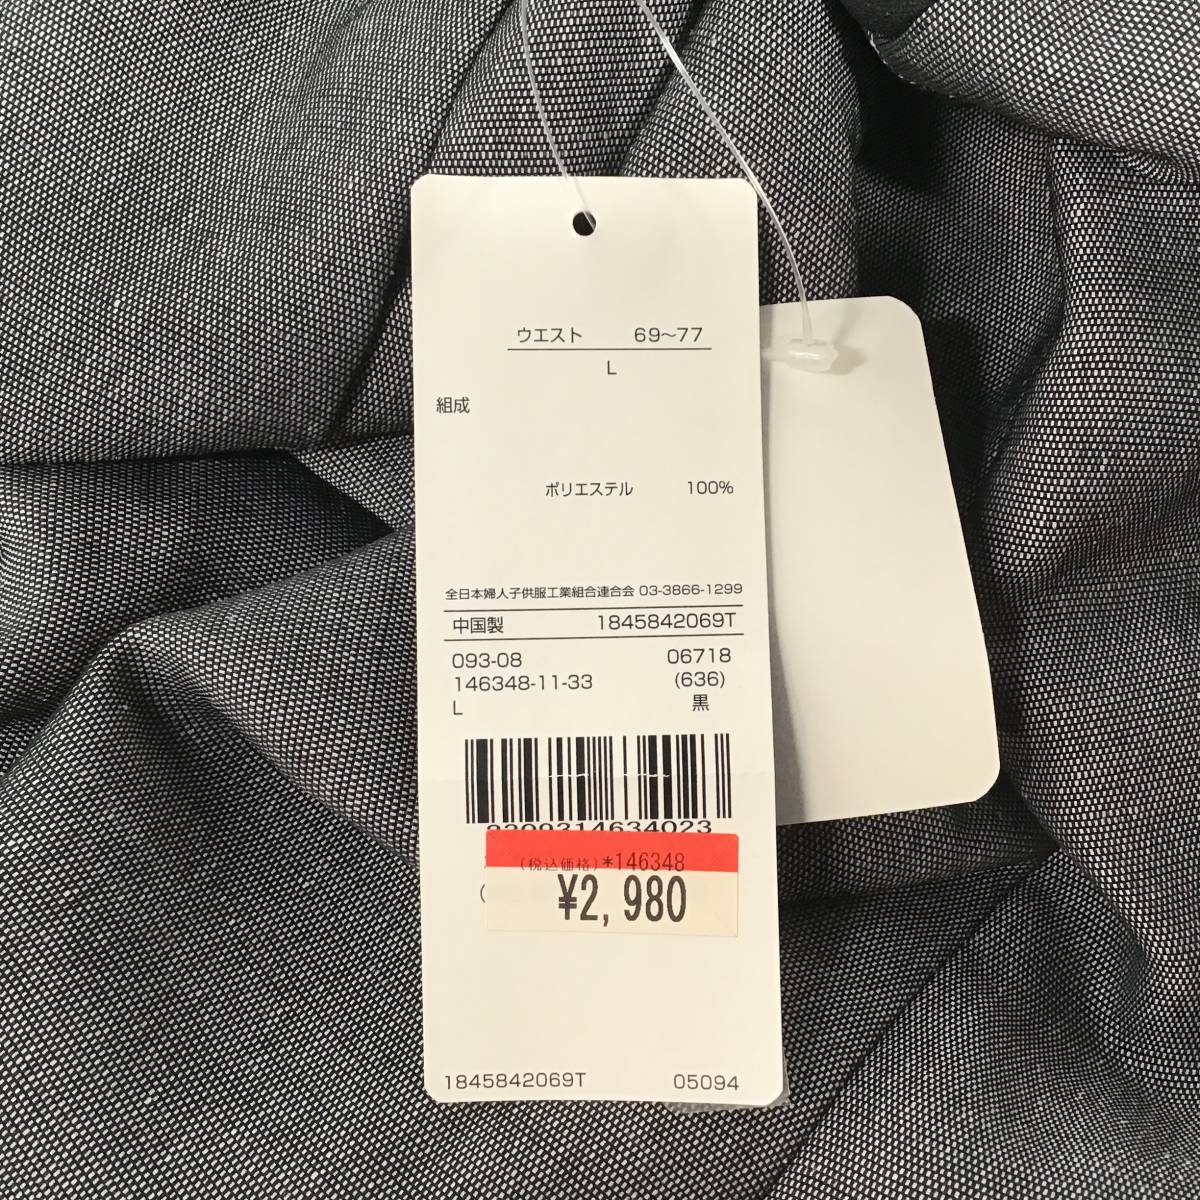 ウエスト 69～77
L
組成
ポリエステル 100%
全日本婦人子供服工業組合連合会 03-3866-1299
中国製 1845842069T
093-08 06718
146348-11-33 (636)
L 黒
2209314634023
(税込価格)*146348
¥2,980
1845842069T 05094